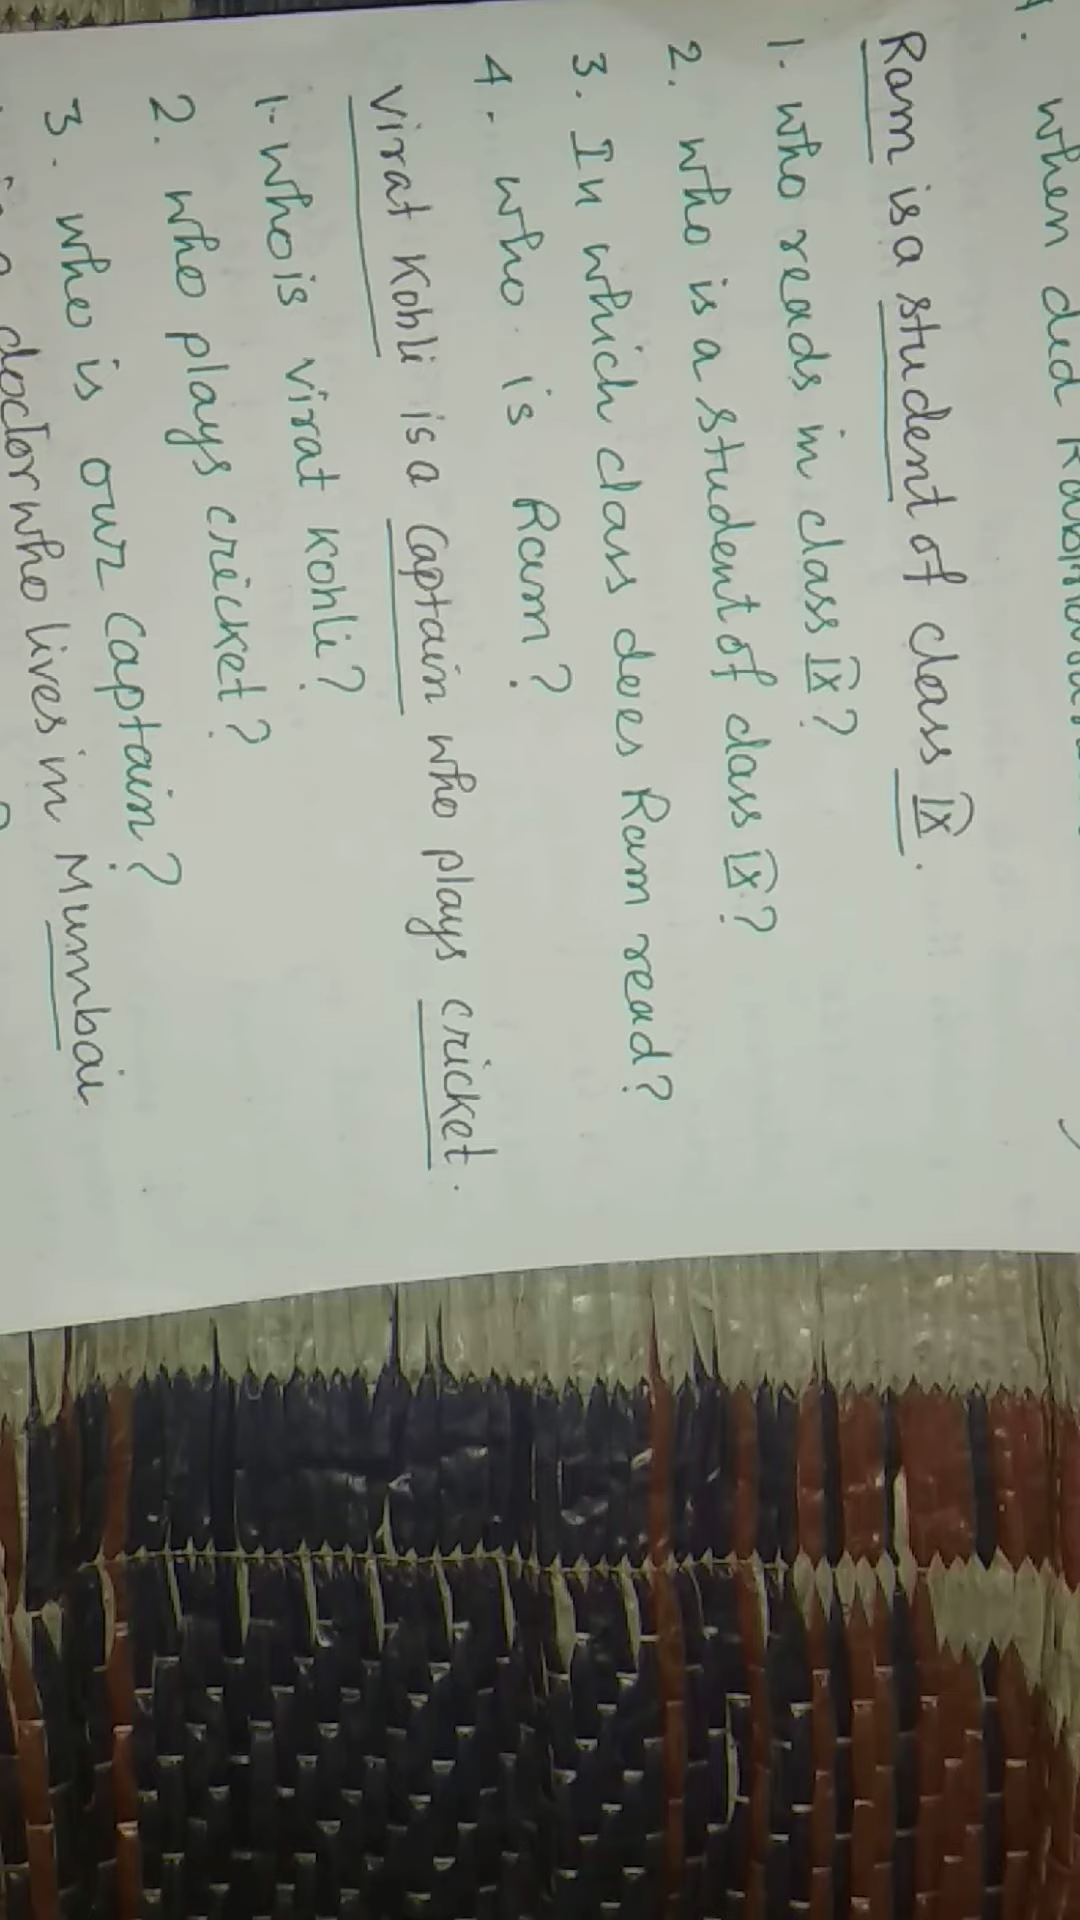 when did
Ram is a student of class IX.
1. who reads in class IX?
2. who is a student of class IX?
3. In which class does Ram read?
4. who is Ram?
Virat Kohli is a Captain who plays cricket.
1. who is virat kohli?
2. who plays cricket?
3. who is our Captain?
doctor who lives in Mumbai